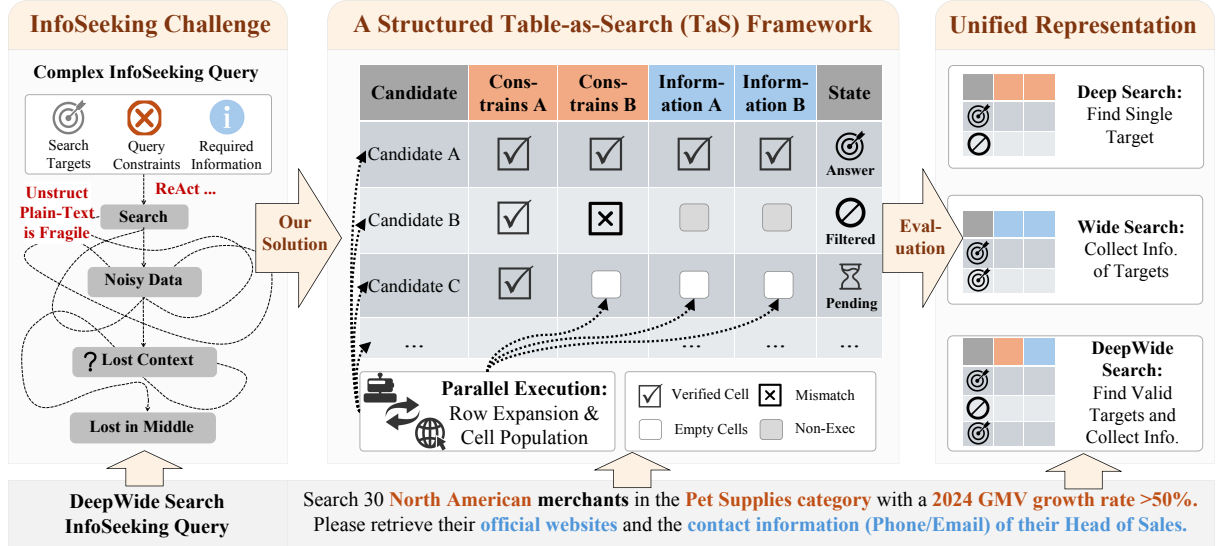 InfoSeeking Challenge
Complex InfoSeeking Query
Search
Targets
Query
Constraints
Required
Information
ReAct ...
Unstruct
Plain-Text
is Fragile
Search
Noisy Data
? Lost Context
Lost in Middle
Our
Solution
A Structured Table-as-Search (TaS) Framework
Candidate
Cons-
trains A
Cons-
trains B
Inform-
ation A
Inform-
ation B
State
Candidate A
Answer
Candidate B
Filtered
Candidate C
Pending
...
...
...
...
...
Parallel Execution:
Row Expansion &
Cell Population
Verified Cell
Mismatch
Empty Cells
Non-Exec
Eval-
uation
Unified Representation
Deep Search:
Find Single
Target
Wide Search:
Collect Info.
of Targets
DeepWide
Search:
Find Valid
Targets and
Collect Info.
DeepWide Search
InfoSeeking Query
Search 30 North American merchants in the Pet Supplies category with a 2024 GMV growth rate >50%.
Please retrieve their official websites and the contact information (Phone/Email) of their Head of Sales.